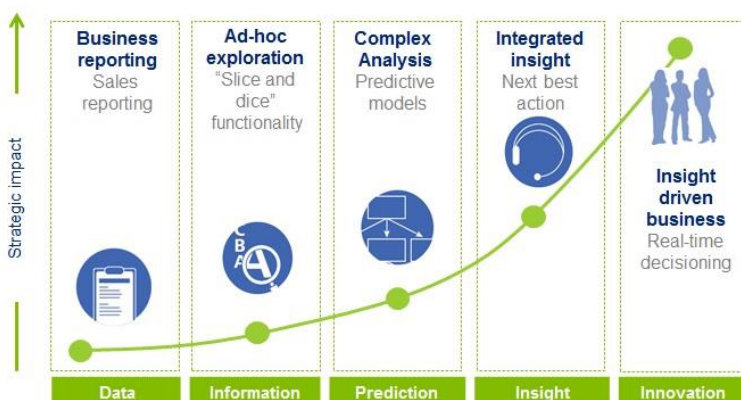 Strategic impact
Business
reporting
Sales
reporting
Ad-hoc
exploration
“Slice and
dice”
functionality
Complex
Analysis
Predictive
models
Integrated
insight
Next best
action
Insight
driven
business
Real-time
decisioning
C
B
A
A
Data
Information
Prediction
Insight
Innovation